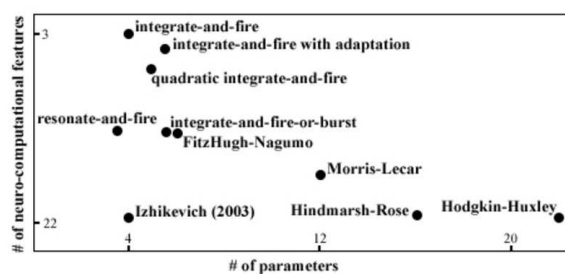 # of neuro-computational features
3
integrate-and-fire
integrate-and-fire with adaptation
quadratic integrate-and-fire
resonate-and-fire
integrate-and-fire-or-burst
FitzHugh-Nagumo
Morris-Lecar
Izhikevich (2003)
Hindmarsh-Rose
Hodgkin-Huxley
22
4
12
20
# of parameters